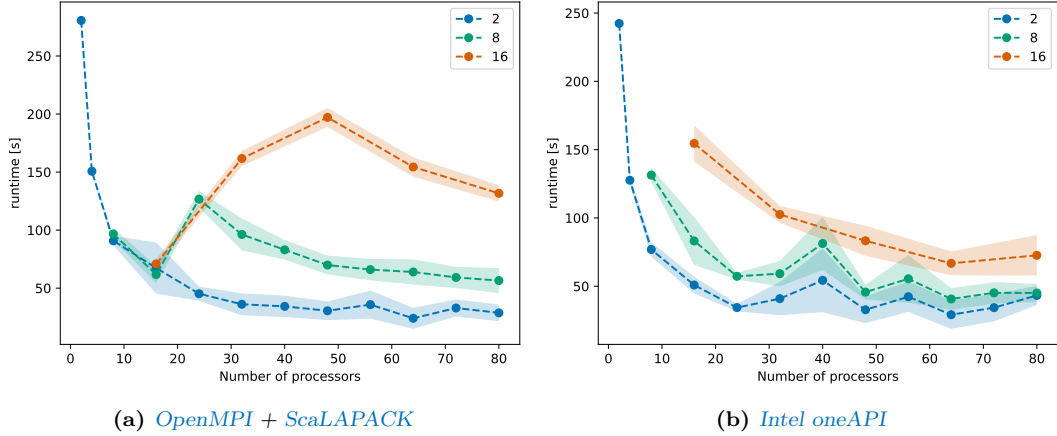 250
200
150
100
50
runtime [s]
0 10 20 30 40 50 60 70 80
Number of processors
2
8
16
(a) OpenMPI + ScaLAPACK
250
200
150
100
50
runtime [s]
0 10 20 30 40 50 60 70 80
Number of processors
2
8
16
(b) Intel oneAPI